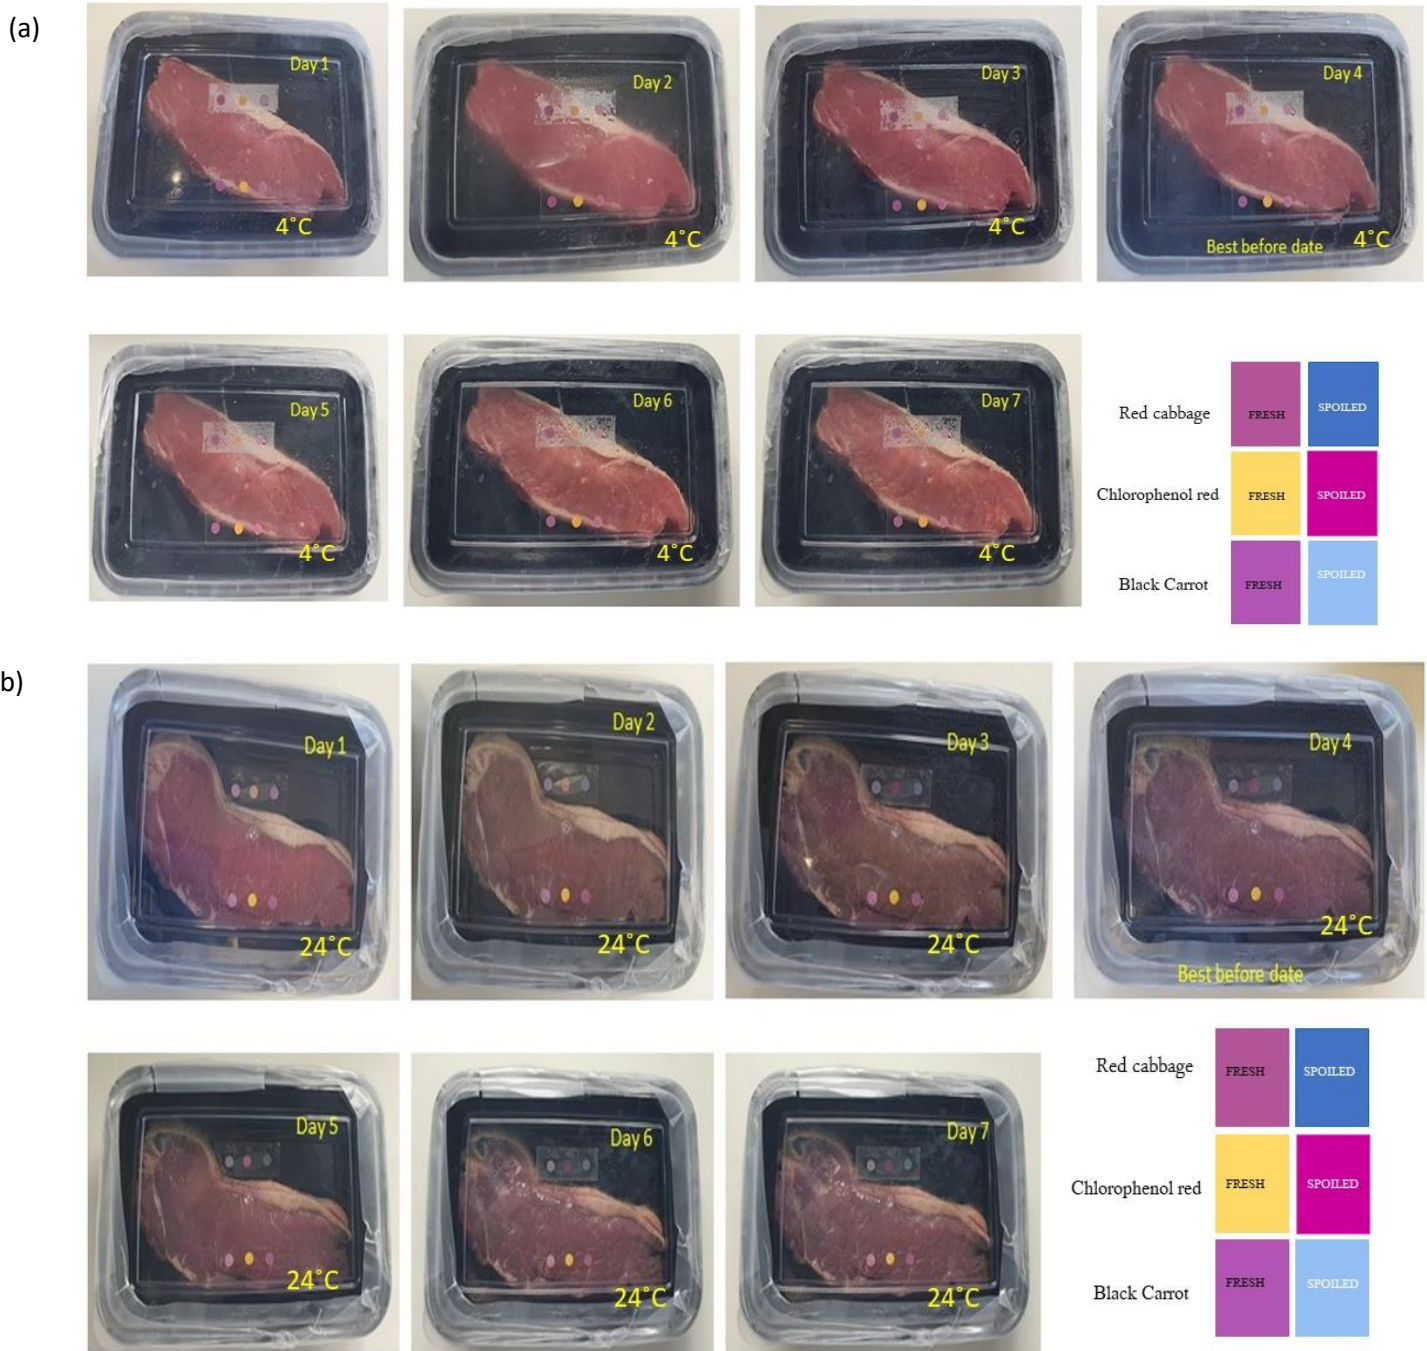 (a)
Day 1
4°C
Day 2
4°C
Day 3
4°C
Day 4
Best before date
4°C
Day 5
4°C
Day 6
4°C
Day 7
4°C
Red cabbage
FRESH
SPOILED
Chlorophenol red
FRESH
SPOILED
Black Carrot
FRESH
SPOILED
b)
Day 1
24°C
Day 2
24°C
Day 3
24°C
Day 4
24°C
Best before date
Day 5
24°C
Day 6
24°C
Day 7
24°C
Red cabbage
FRESH
SPOILED
Chlorophenol red
FRESH
SPOILED
Black Carrot
FRESH
SPOILED